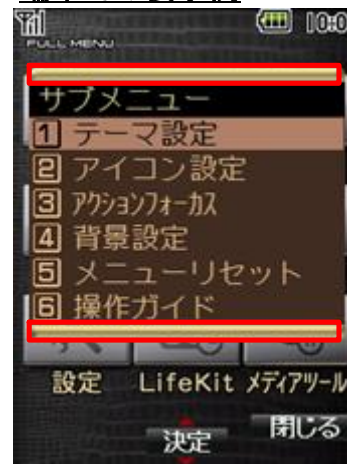 10:0
FULL MENU
サブメニュー
1 テーマ設定
2 アイコン設定
3 ｱｸｼｮﾝﾌｫｰｶｽ
4 背景設定
5 メニューリセット
6 操作ガイド
設定 LifeKit ﾒﾃﾞｨｱﾂｰﾙ
決定 閉じる